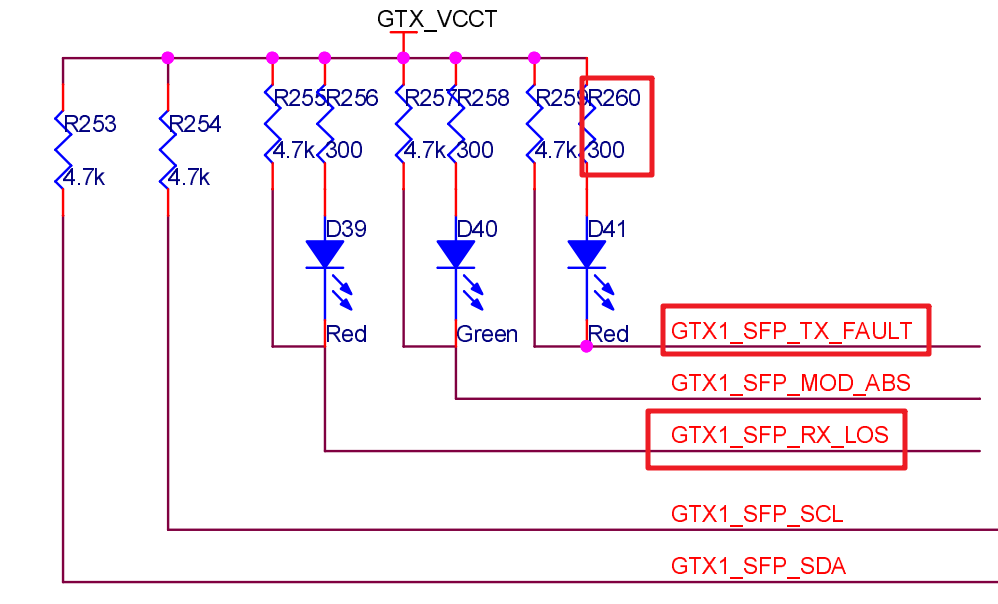 GTX_VCCT
R255 R256 R257 R258 R259 R260
R253 R254
4.7k 300 4.7k 300 4.7k 300
4.7k 4.7k
D39 D40 D41
Red Green Red
GTX1_SFP_TX_FAULT
GTX1_SFP_MOD_ABS
GTX1_SFP_RX_LOS
GTX1_SFP_SCL
GTX1_SFP_SDA